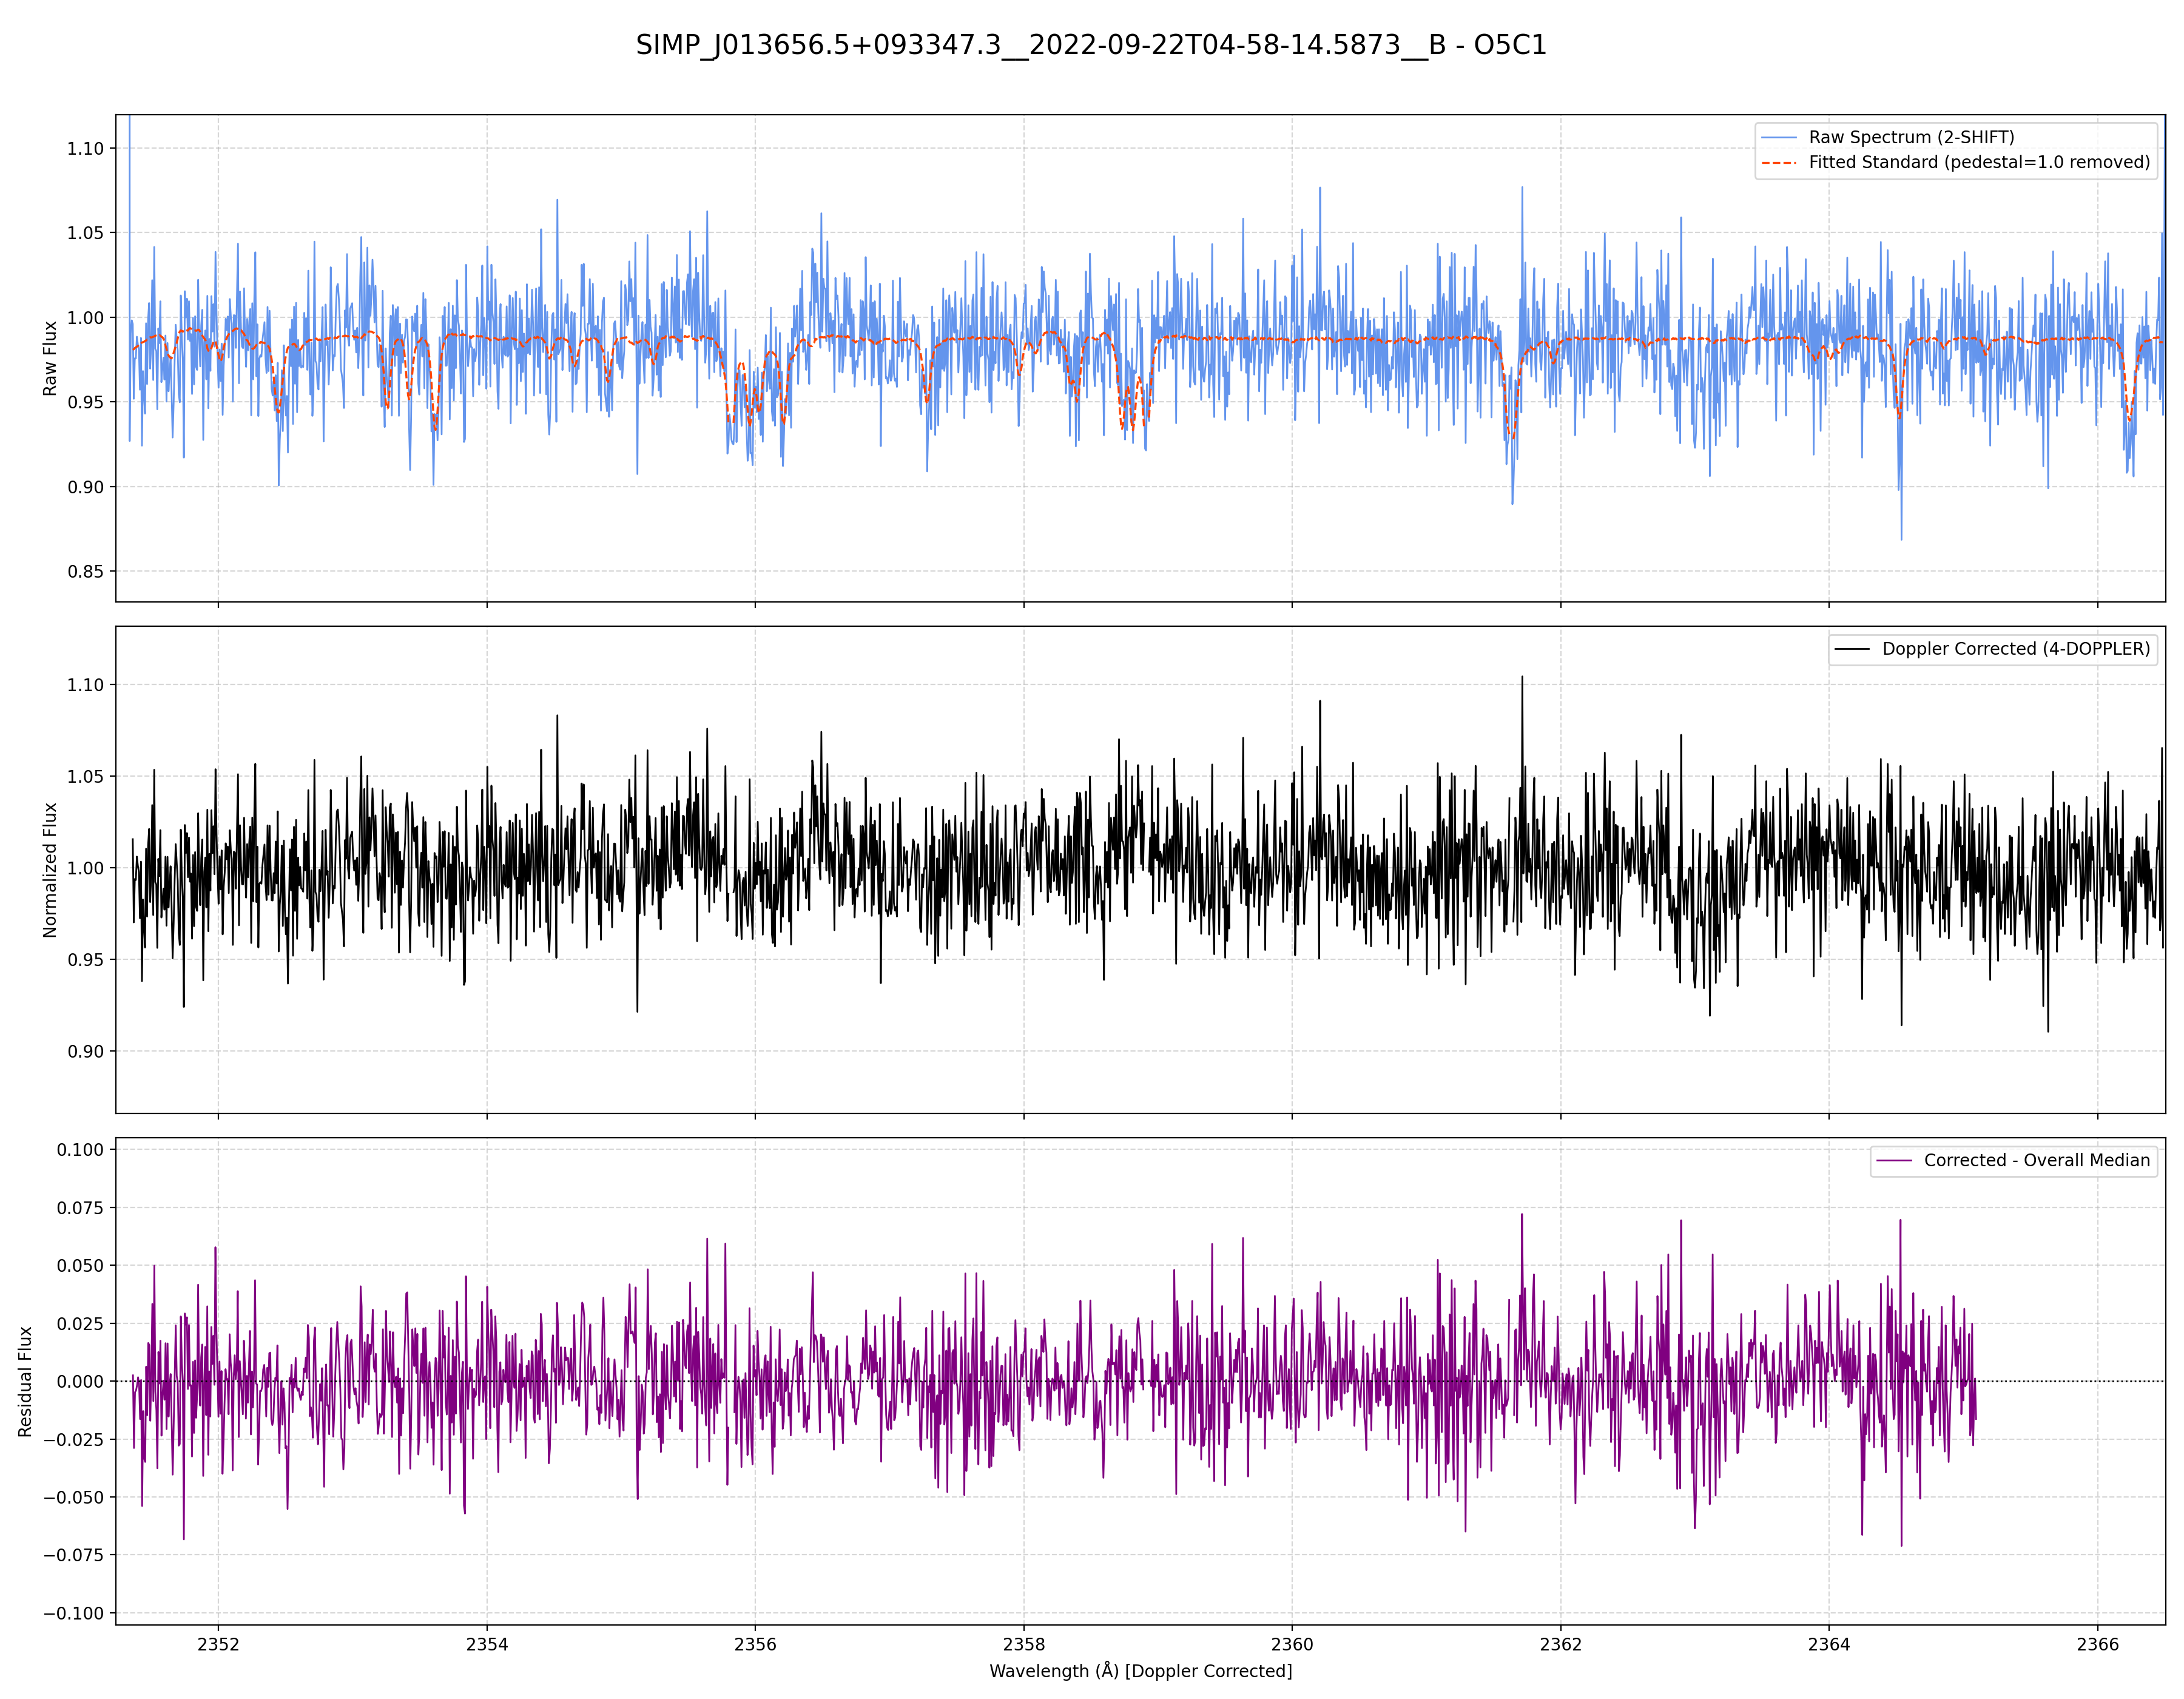 SIMP_J013656.5+093347.3__2022-09-22T04-58-14.5873__B - O5C1
Raw Spectrum (2-SHIFT)
Fitted Standard (pedestal=1.0 removed)
Raw Flux
1.10
1.05
1.00
0.95
0.90
0.85
Doppler Corrected (4-DOPPLER)
Normalized Flux
1.10
1.05
1.00
0.95
0.90
Corrected - Overall Median
Residual Flux
0.100
0.075
0.050
0.025
0.000
−0.025
−0.050
−0.075
−0.100
2352 2354 2356 2358 2360 2362 2364 2366
Wavelength (Å) [Doppler Corrected]